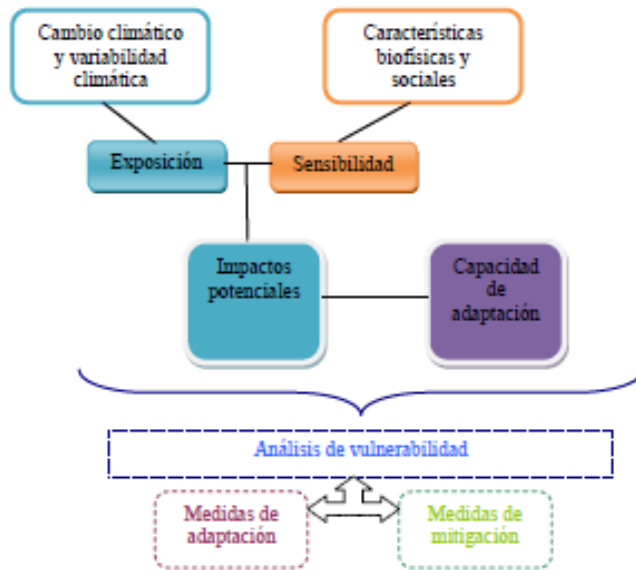 Cambio climático
y variabilidad
climática
Características
biofísicas y
sociales
Exposición
Sensibilidad
Impactos
potenciales
Capacidad
de
adaptación
Análisis de vulnerabilidad
Medidas de
adaptación
Medidas de
mitigación